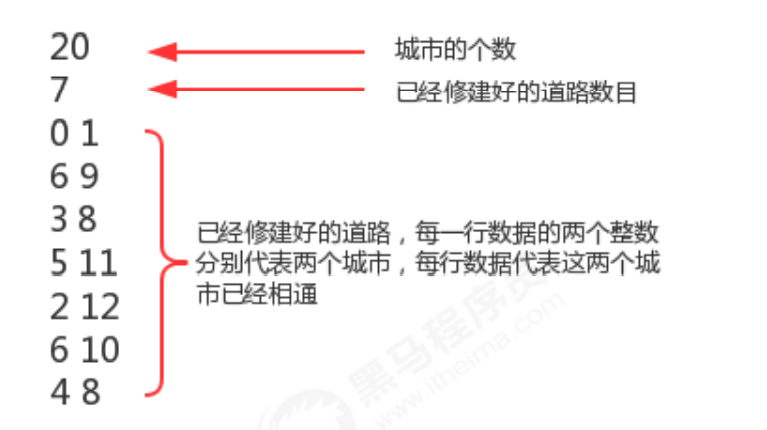 20
城市的个数
7
已经修建好的道路数目
0 1
6 9
3 8
5 11
2 12
6 10
4 8
已经修建好的道路，每一行数据的两个整数
分别代表两个城市，每行数据代表这两个城
市已经相通
黑马程序员
www.itheima.com